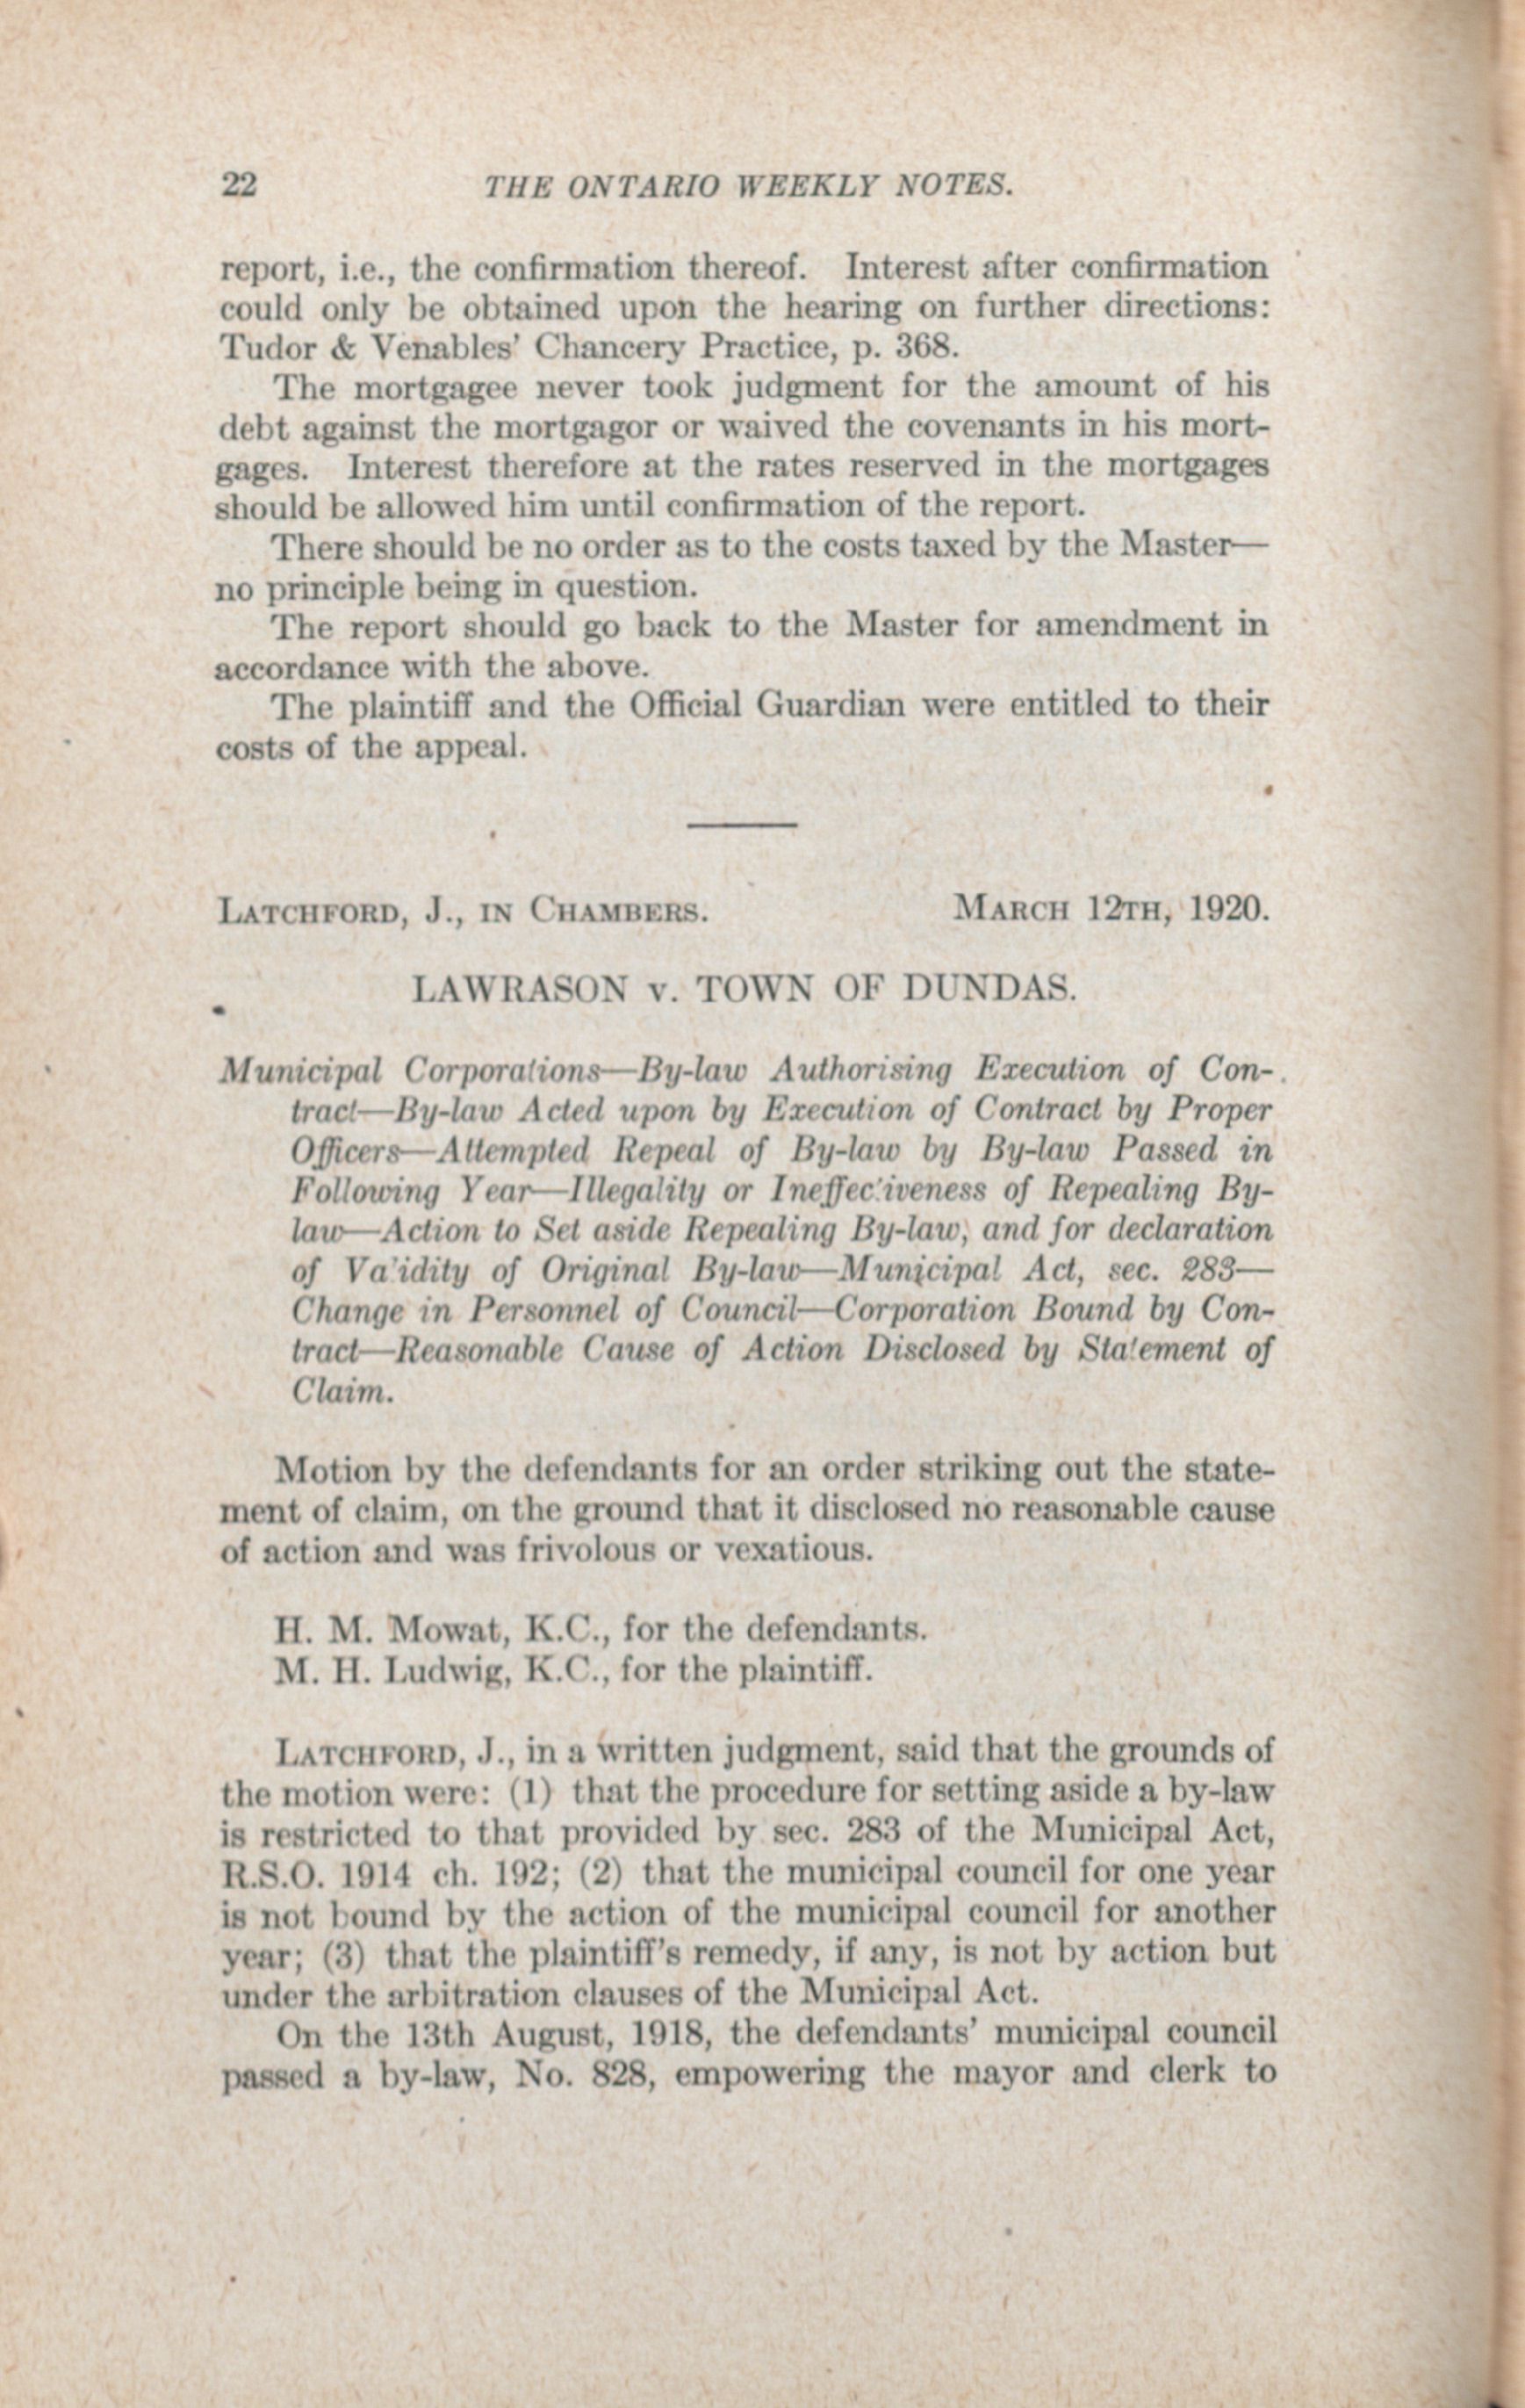 22 THE ONTARIO WEEKLY NOTES.
report, i.e., the confirmation thereof. Interest after confirmation
could only be obtained upon the hearing on further directions:
Tudor & Venables' Chancery Practice, p. 368.
The mortgagee never took judgment for the amount of his
debt against the mortgagor or waived the covenants in his mort-
gages. Interest therefore at the rates reserved in the mortgages
should be allowed him until confirmation of the report.
There should be no order as to the costs taxed by the Master—
no principle being in question.
The report should go back to the Master for amendment in
accordance with the above.
The plaintiff and the Official Guardian were entitled to their
costs of the appeal.
LATCHFORD, J., IN CHAMBERS. MARCH 12TH, 1920.
LAWRASON v. TOWN OF DUNDAS.
Municipal Corporations—By-law Authorising Execution of Con-
tract—By-law Acted upon by Execution of Contract by Proper
Officers—Attempted Repeal of By-law by By-law Passed in
Following Year—Illegality or Ineffectiveness of Repealing By-
law—Action to Set aside Repealing By-law, and for declaration
of Validity of Original By-law—Municipal Act, sec. 283—
Change in Personnel of Council—Corporation Bound by Con-
tract—Reasonable Cause of Action Disclosed by Statement of
Claim.
Motion by the defendants for an order striking out the state-
ment of claim, on the ground that it disclosed no reasonable cause
of action and was frivolous or vexatious.
H. M. Mowat, K.C., for the defendants.
M. H. Ludwig, K.C., for the plaintiff.
LATCHFORD, J., in a written judgment, said that the grounds of
the motion were: (1) that the procedure for setting aside a by-law
is restricted to that provided by sec. 283 of the Municipal Act,
R.S.O. 1914 ch. 192; (2) that the municipal council for one year
is not bound by the action of the municipal council for another
year; (3) that the plaintiff's remedy, if any, is not by action but
under the arbitration clauses of the Municipal Act.
On the 13th August, 1918, the defendants' municipal council
passed a by-law, No. 828, empowering the mayor and clerk to